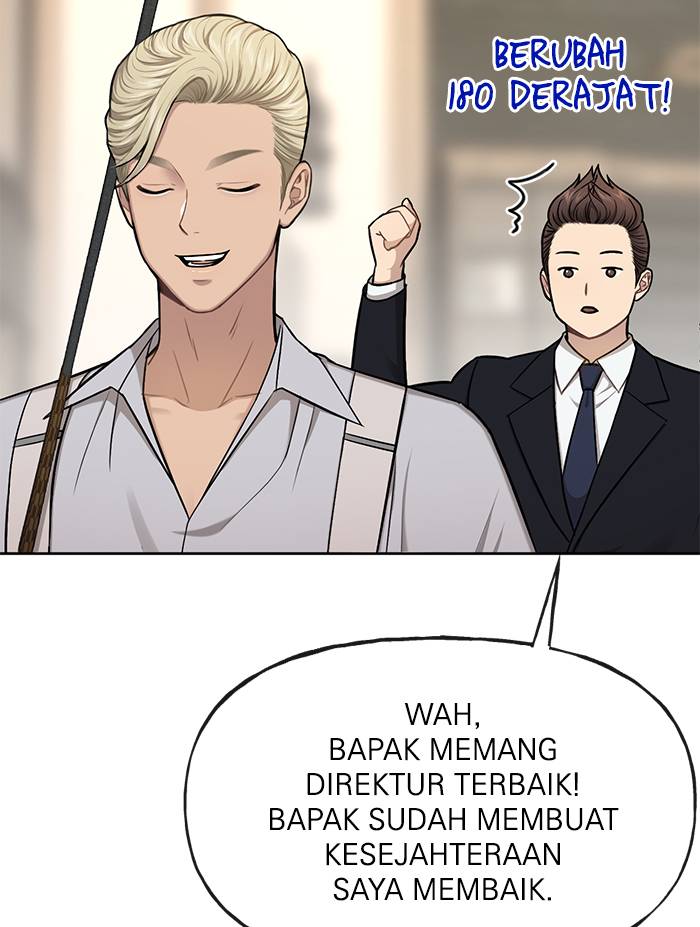 BERUBAH
180 DERAJAT!
WAH,
BAPAK MEMANG
DIREKTUR TERBAIK!
BAPAK SUDAH MEMBUAT
KESEJAHTERAAN
SAYA MEMBAIK.